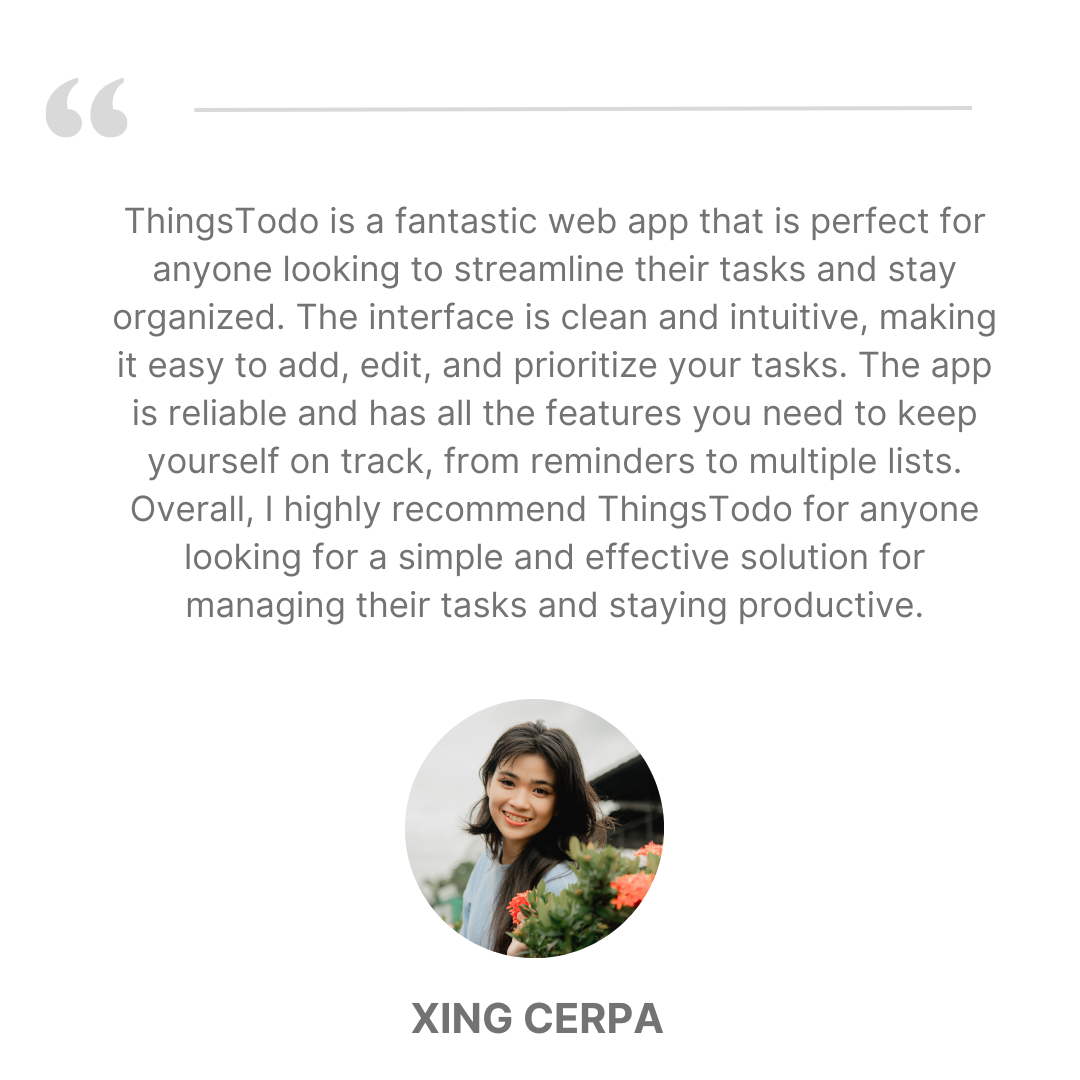 “
ThingsTodo is a fantastic web app that is perfect for
anyone looking to streamline their tasks and stay
organized. The interface is clean and intuitive, making
it easy to add, edit, and prioritize your tasks. The app
is reliable and has all the features you need to keep
yourself on track, from reminders to multiple lists.
Overall, I highly recommend ThingsTodo for anyone
looking for a simple and effective solution for
managing their tasks and staying productive.
XING CERPA